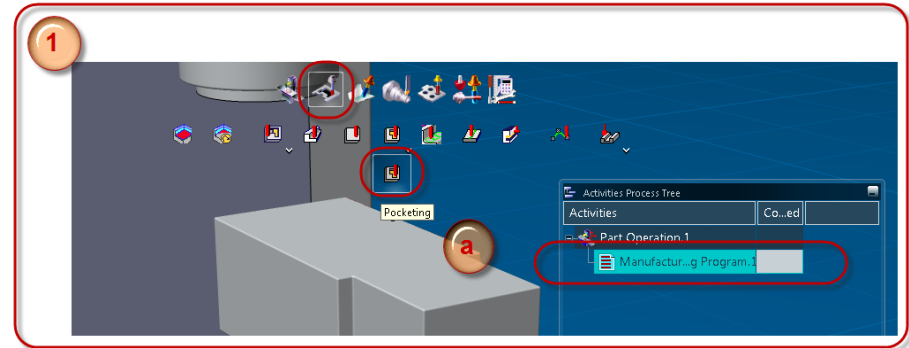 1
Activities Process Tree
Activities Co...ed
Part Operation.1
Pocketing
a
Manufactur...g Program.1